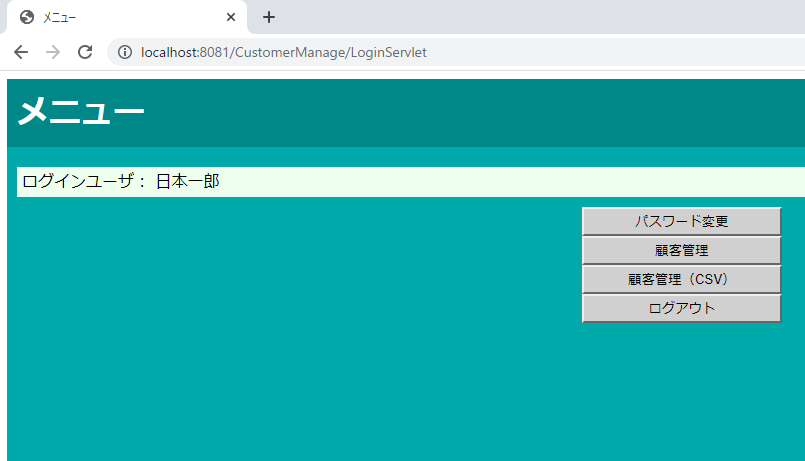 メニュー
localhost:8081/CustomerManage/LoginServlet
メニュー
ログインユーザ： 日本一郎
パスワード変更
顧客管理
顧客管理（CSV）
ログアウト